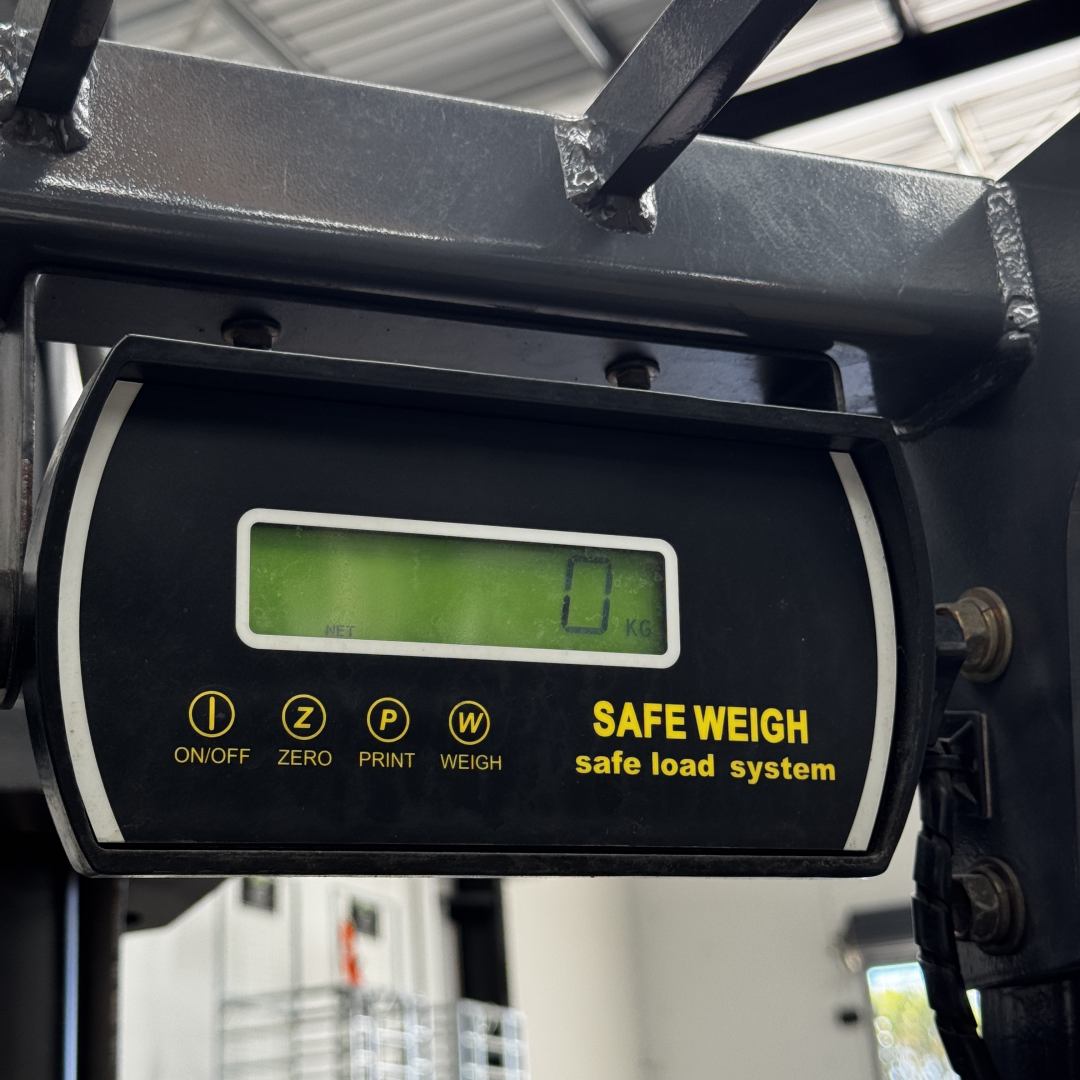 0 KG
NET
I Z P W
ON/OFF ZERO PRINT WEIGH
SAFE WEIGH
safe load system